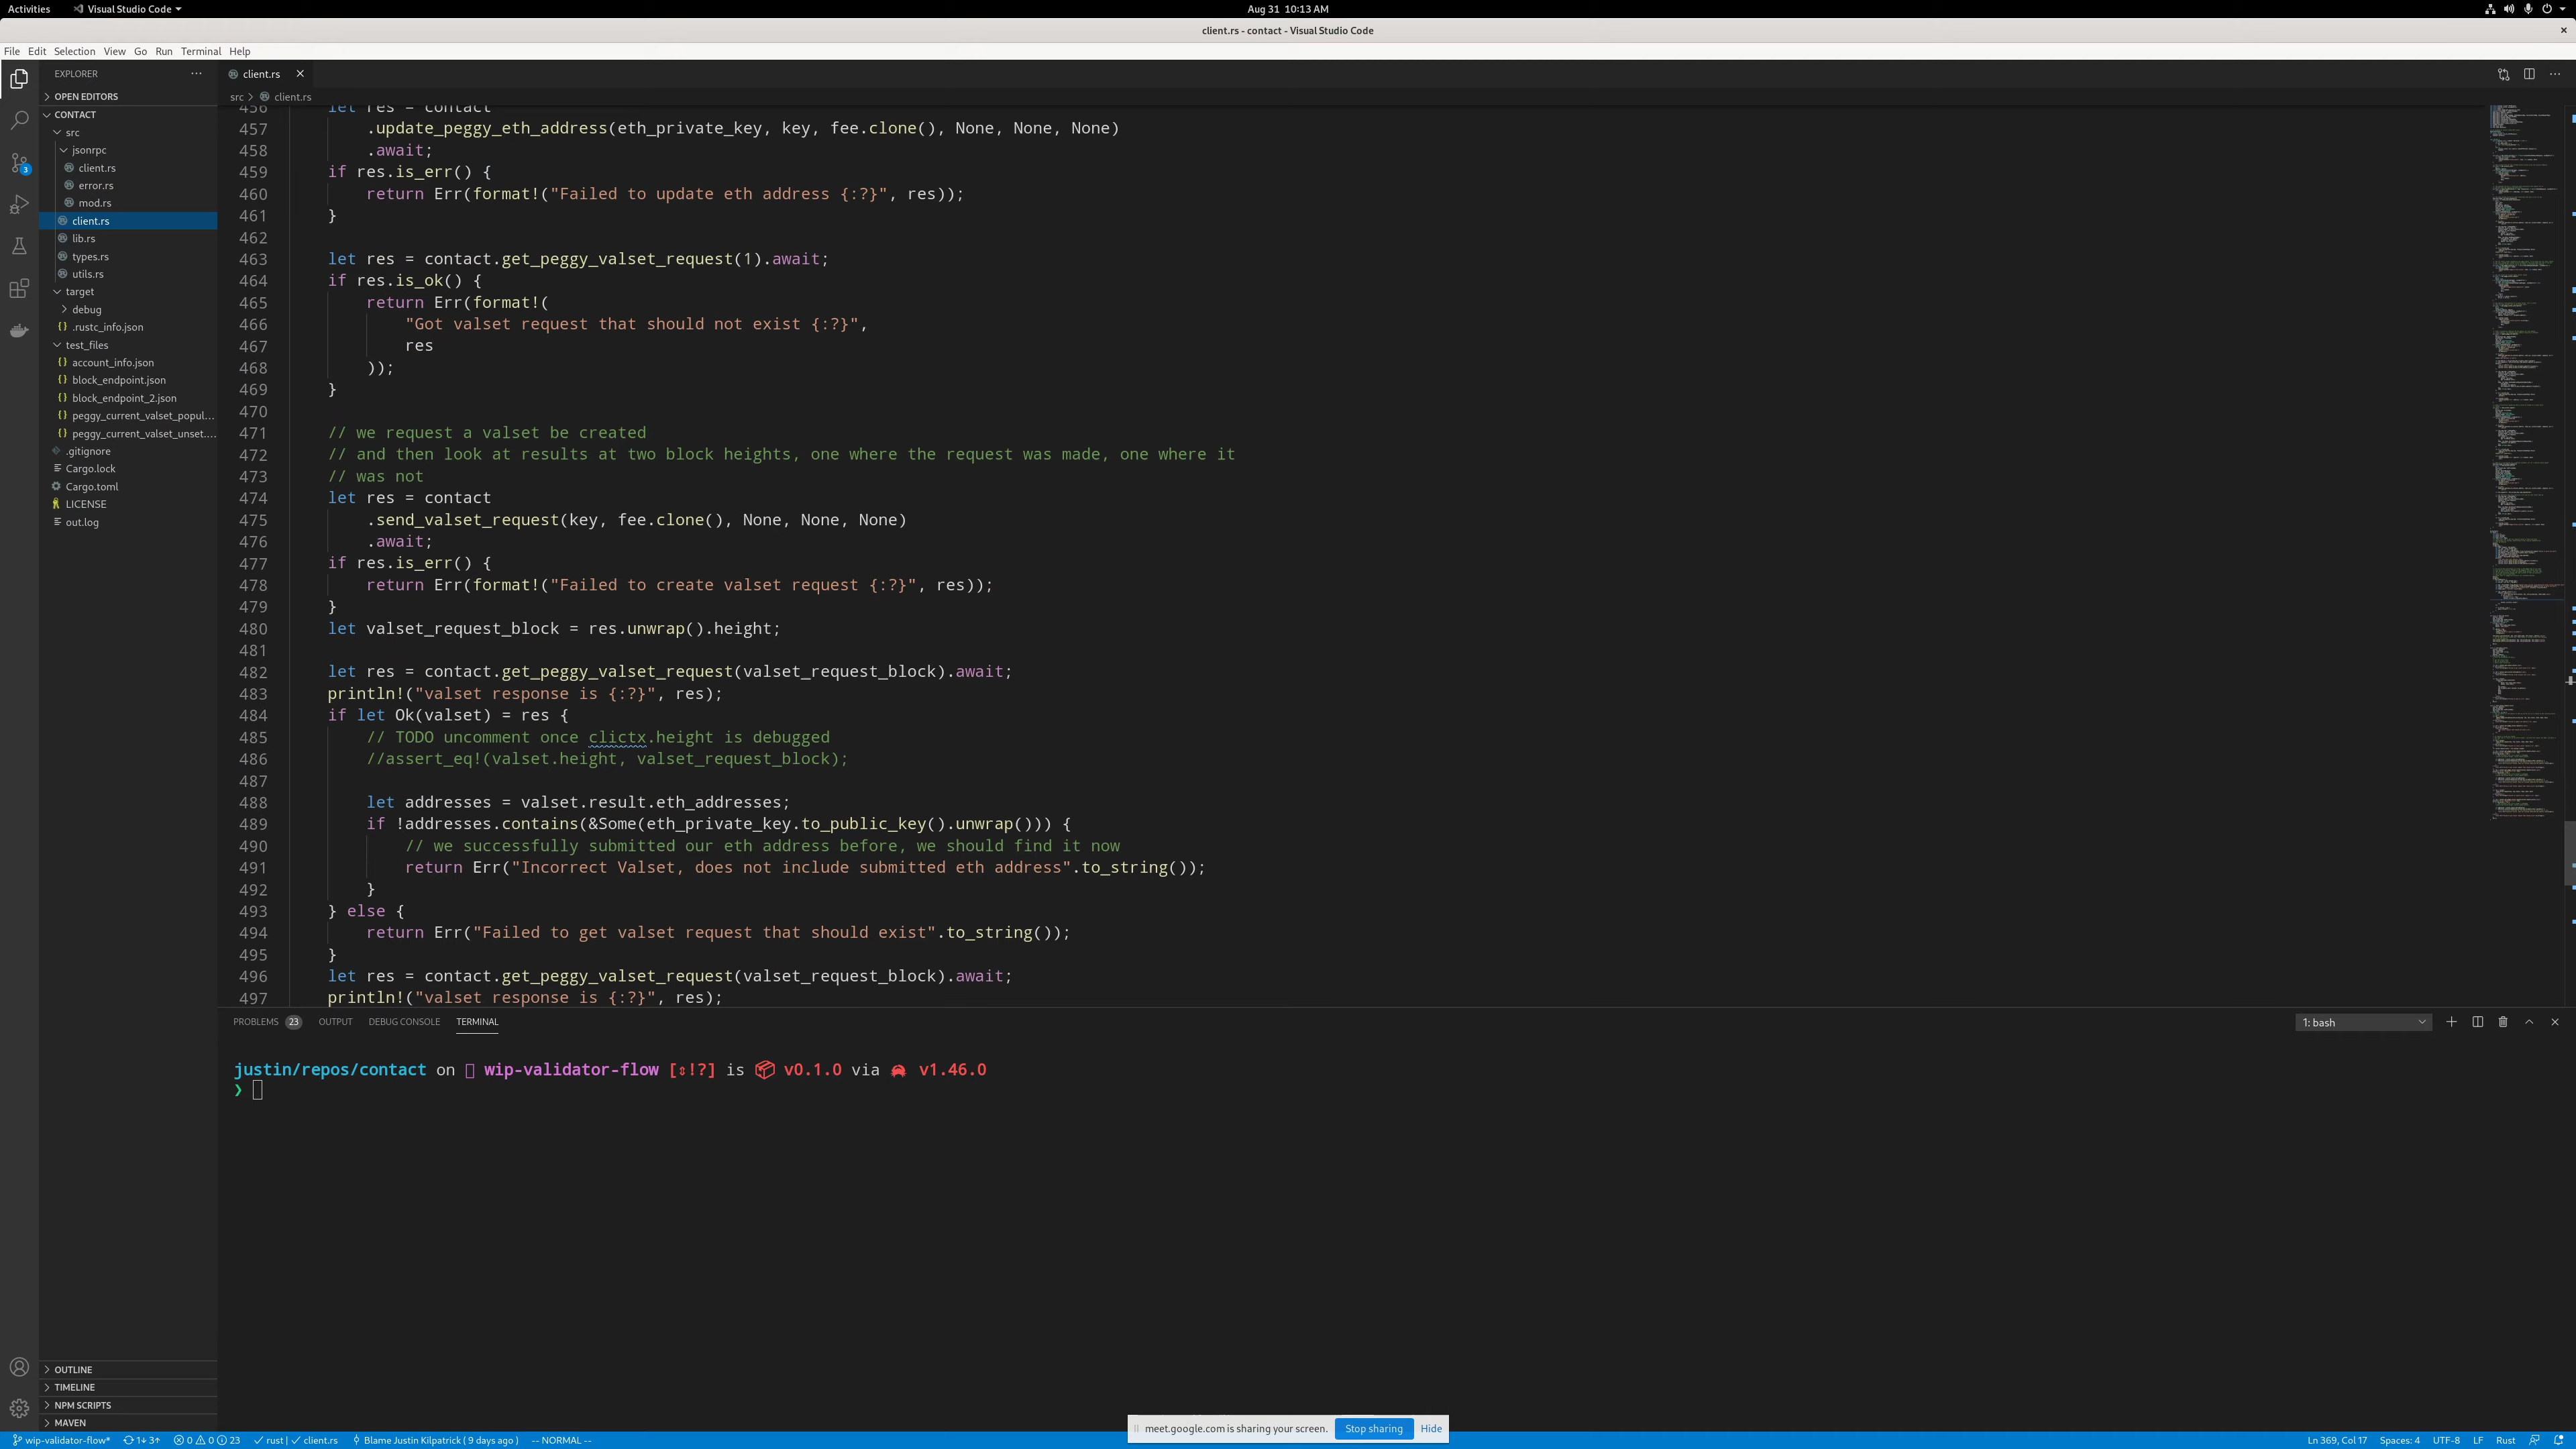 Activities Visual Studio Code Aug 31 10:13 AM
client.rs - contact - Visual Studio Code
File Edit Selection View Go Run Terminal Help
EXPLORER
OPEN EDITORS
CONTACT
src
jsonrpc
client.rs
error.rs
mod.rs
client.rs
lib.rs
types.rs
utils.rs
target
debug
.rustc_info.json
test_files
account_info.json
block_endpoint.json
block_endpoint_2.json
peggy_current_valset_popul...
peggy_current_valset_unset....
.gitignore
Cargo.lock
Cargo.toml
LICENSE
out.log
OUTLINE
TIMELINE
NPM SCRIPTS
MAVEN
3
client.rs
src > client.rs
456 let res = contact
457 .update_peggy_eth_address(eth_private_key, key, fee.clone(), None, None, None)
458 .await;
459 if res.is_err() {
460 return Err(format!("Failed to update eth address {:?}", res));
461 }
462
463 let res = contact.get_peggy_valset_request(1).await;
464 if res.is_ok() {
465 return Err(format!(
466 "Got valset request that should not exist {:?}",
467 res
468 ));
469 }
470
471 // we request a valset be created
472 // and then look at results at two block heights, one where the request was made, one where it
473 // was not
474 let res = contact
475 .send_valset_request(key, fee.clone(), None, None, None)
476 .await;
477 if res.is_err() {
478 return Err(format!("Failed to create valset request {:?}", res));
479 }
480 let valset_request_block = res.unwrap().height;
481
482 let res = contact.get_peggy_valset_request(valset_request_block).await;
483 println!("valset response is {:?}", res);
484 if let Ok(valset) = res {
485 // TODO uncomment once clictx.height is debugged
486 //assert_eq!(valset.height, valset_request_block);
487
488 let addresses = valset.result.eth_addresses;
489 if !addresses.contains(&Some(eth_private_key.to_public_key().unwrap())) {
490 // we successfully submitted our eth address before, we should find it now
491 return Err("Incorrect Valset, does not include submitted eth address".to_string());
492 }
493 } else {
494 return Err("Failed to get valset request that should exist".to_string());
495 }
496 let res = contact.get_peggy_valset_request(valset_request_block).await;
497 println!("valset response is {:?}", res);
PROBLEMS 23 OUTPUT DEBUG CONSOLE TERMINAL 1: bash
justin/repos/contact on wip-validator-flow [⇕!?] is 📦 v0.1.0 via 🦀 v1.46.0
❯
meet.google.com is sharing your screen. Stop sharing Hide
wip-validator-flow* 1↓ 3↑ 0 0 23 rust | client.rs Blame Justin Kilpatrick ( 9 days ago ) -- NORMAL -- Ln 369, Col 17 Spaces: 4 UTF-8 LF Rust